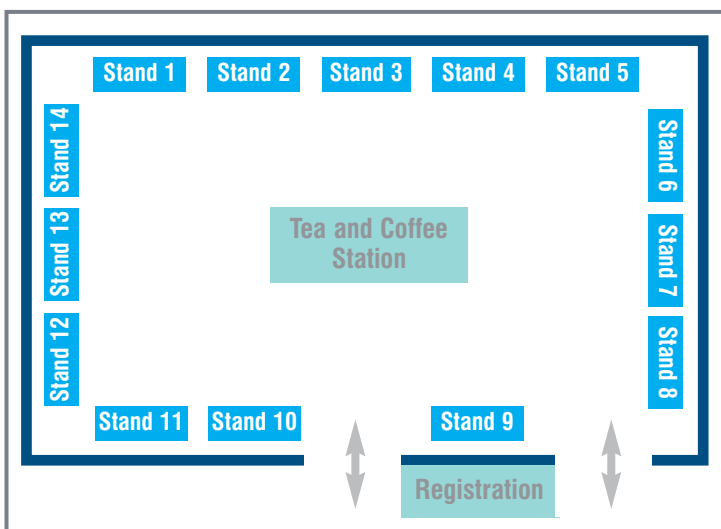 Stand 1
Stand 2
Stand 3
Stand 4
Stand 5
Stand 14
Stand 6
Stand 13
Tea and Coffee
Station
Stand 7
Stand 12
Stand 8
Stand 11
Stand 10
Stand 9
Registration